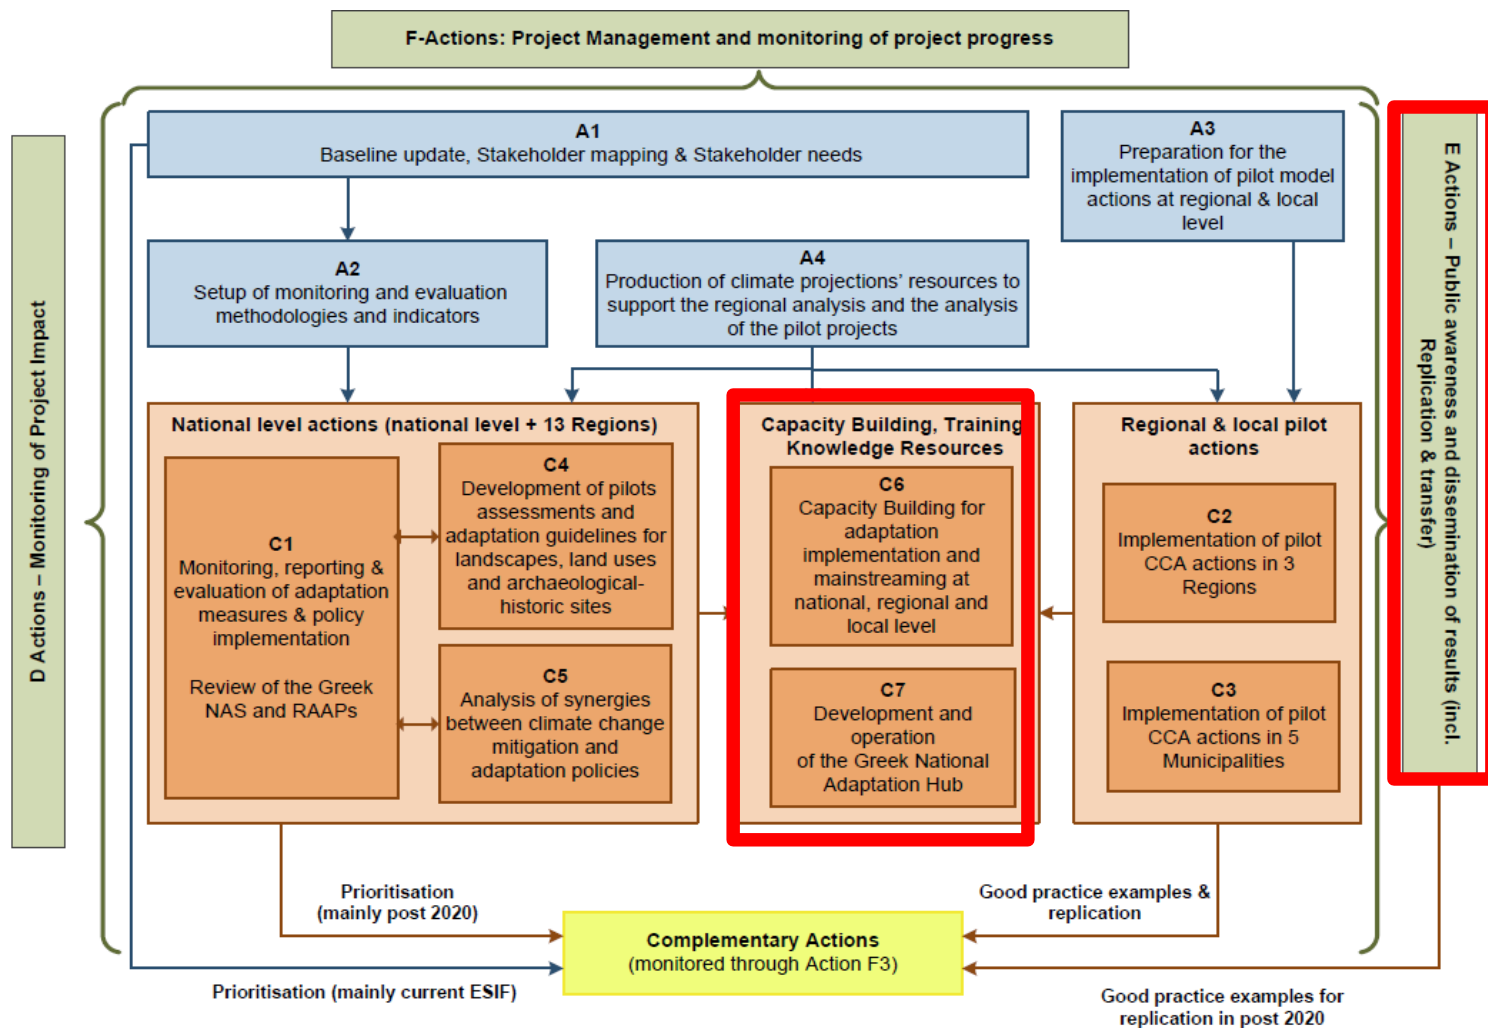 F-Actions: Project Management and monitoring of project progress
D Actions – Monitoring of Project Impact
A1
Baseline update, Stakeholder mapping & Stakeholder needs
A3
Preparation for the
implementation of pilot model
actions at regional & local
level
A2
Setup of monitoring and evaluation
methodologies and indicators
A4
Production of climate projections' resources to
support the regional analysis and the analysis
of the pilot projects
E Actions – Public awareness and dissemination of results (incl.
Replication & transfer)
National level actions (national level + 13 Regions)
C1
Monitoring, reporting &
evaluation of adaptation
measures & policy
implementation
Review of the Greek
NAS and RAAPs
C4
Development of pilots
assessments and
adaptation guidelines for
landscapes, land uses
and archaeological-
historic sites
C5
Analysis of synergies
between climate change
mitigation and
adaptation policies
Capacity Building, Training
Knowledge Resources
C6
Capacity Building for
adaptation
implementation and
mainstreaming at
national, regional and
local level
C7
Development and
operation
of the Greek National
Adaptation Hub
Regional & local pilot
actions
C2
Implementation of pilot
CCA actions in 3
Regions
C3
Implementation of pilot
CCA actions in 5
Municipalities
Prioritisation
(mainly post 2020)
Good practice examples &
replication
Complementary Actions
(monitored through Action F3)
Prioritisation (mainly current ESIF)
Good practice examples for
replication in post 2020